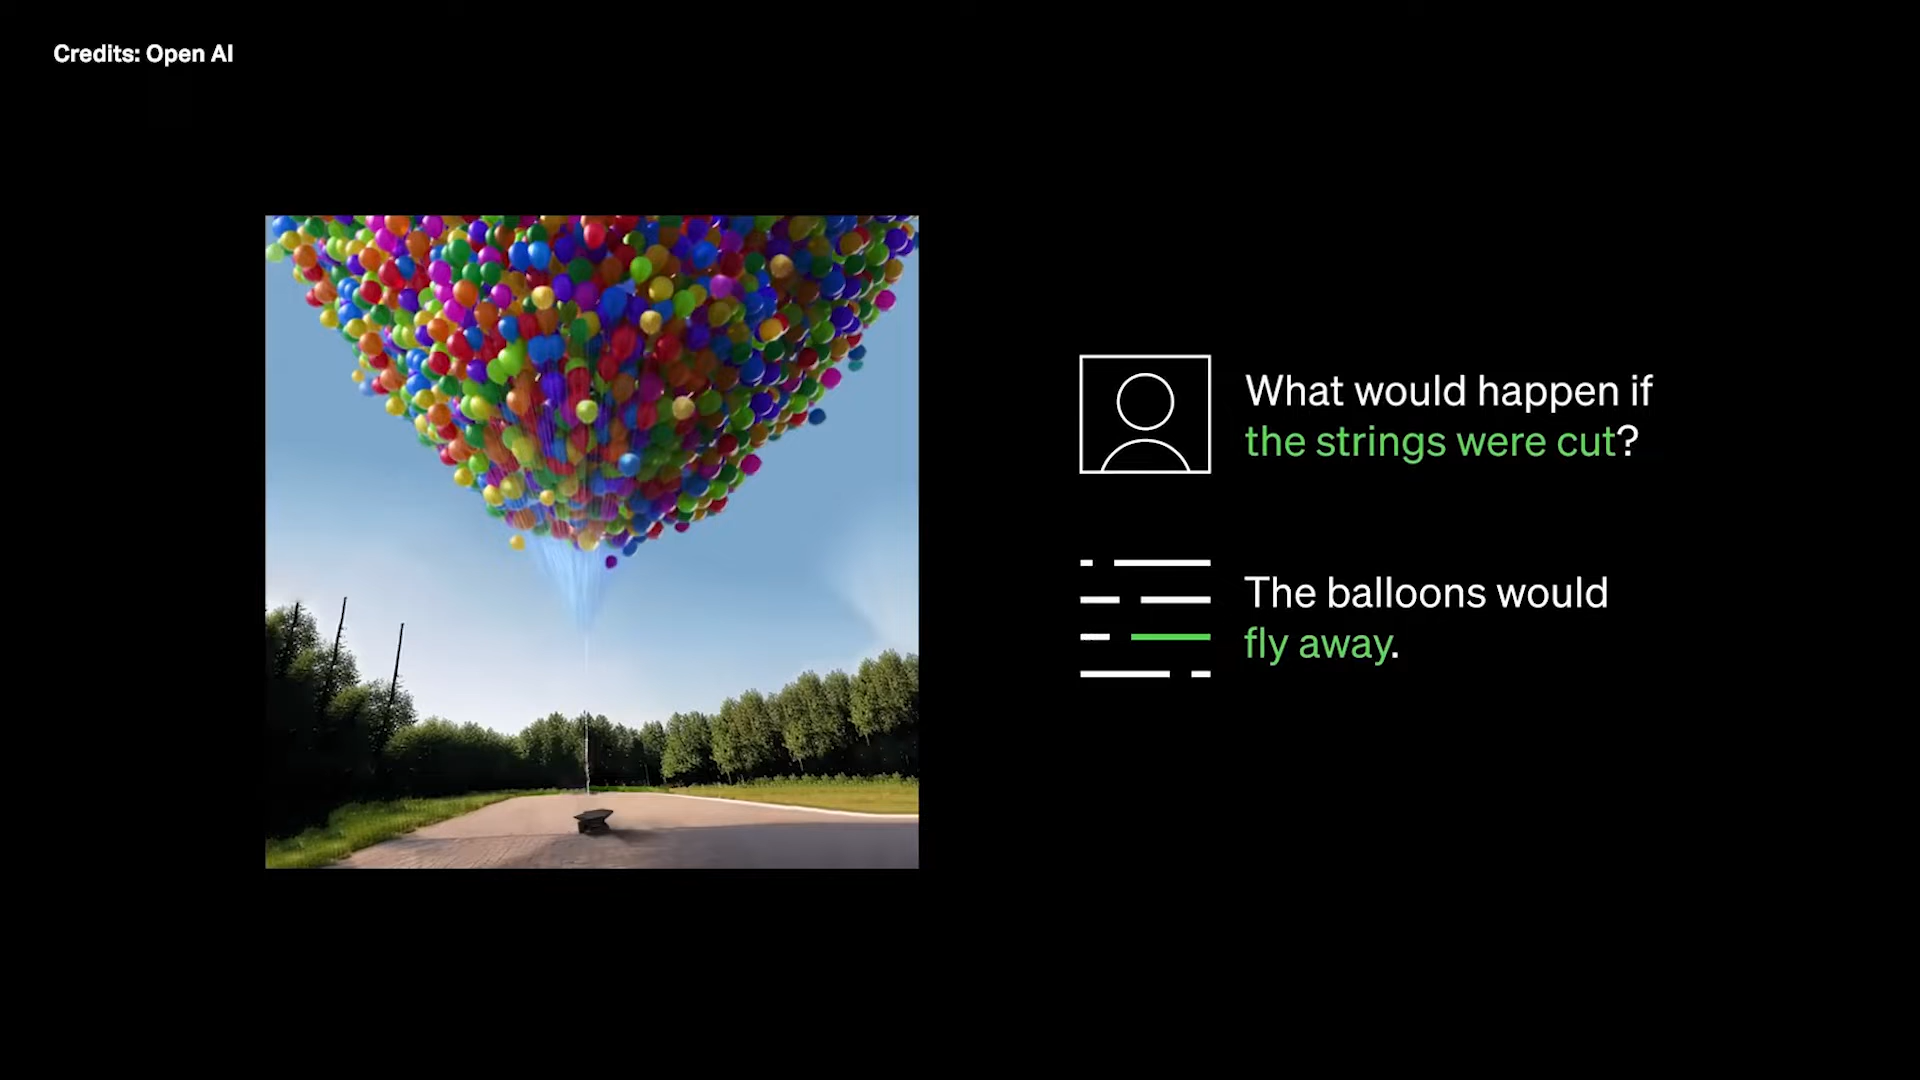 Credits: Open AI
What would happen if
the strings were cut?
The balloons would
fly away.